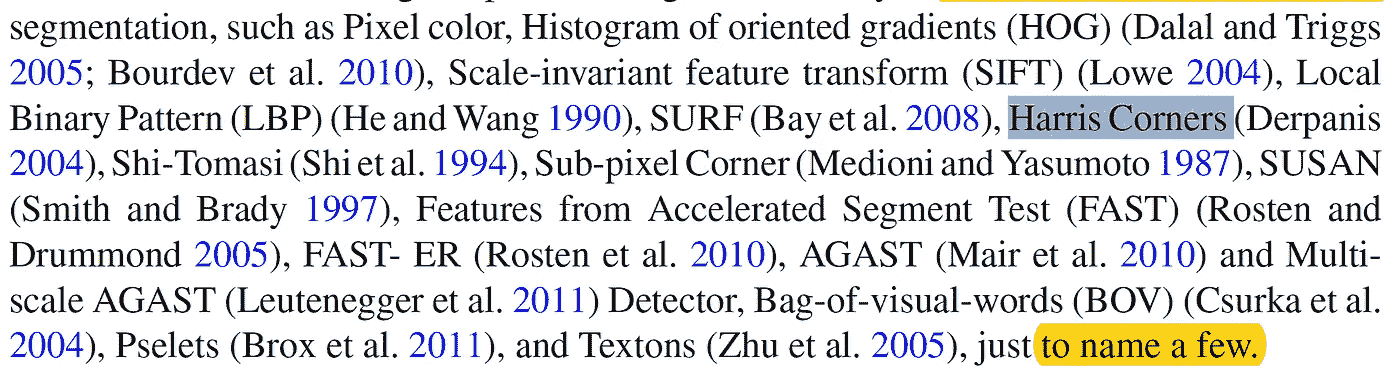 segmentation, such as Pixel color, Histogram of oriented gradients (HOG) (Dalal and Triggs
2005; Bourdev et al. 2010), Scale-invariant feature transform (SIFT) (Lowe 2004), Local
Binary Pattern (LBP) (He and Wang 1990), SURF (Bay et al. 2008), Harris Corners (Derpanis
2004), Shi-Tomasi (Shi et al. 1994), Sub-pixel Corner (Medioni and Yasumoto 1987), SUSAN
(Smith and Brady 1997), Features from Accelerated Segment Test (FAST) (Rosten and
Drummond 2005), FAST- ER (Rosten et al. 2010), AGAST (Mair et al. 2010) and Multi-
scale AGAST (Leutenegger et al. 2011) Detector, Bag-of-visual-words (BOV) (Csurka et al.
2004), Pselets (Brox et al. 2011), and Textons (Zhu et al. 2005), just to name a few.